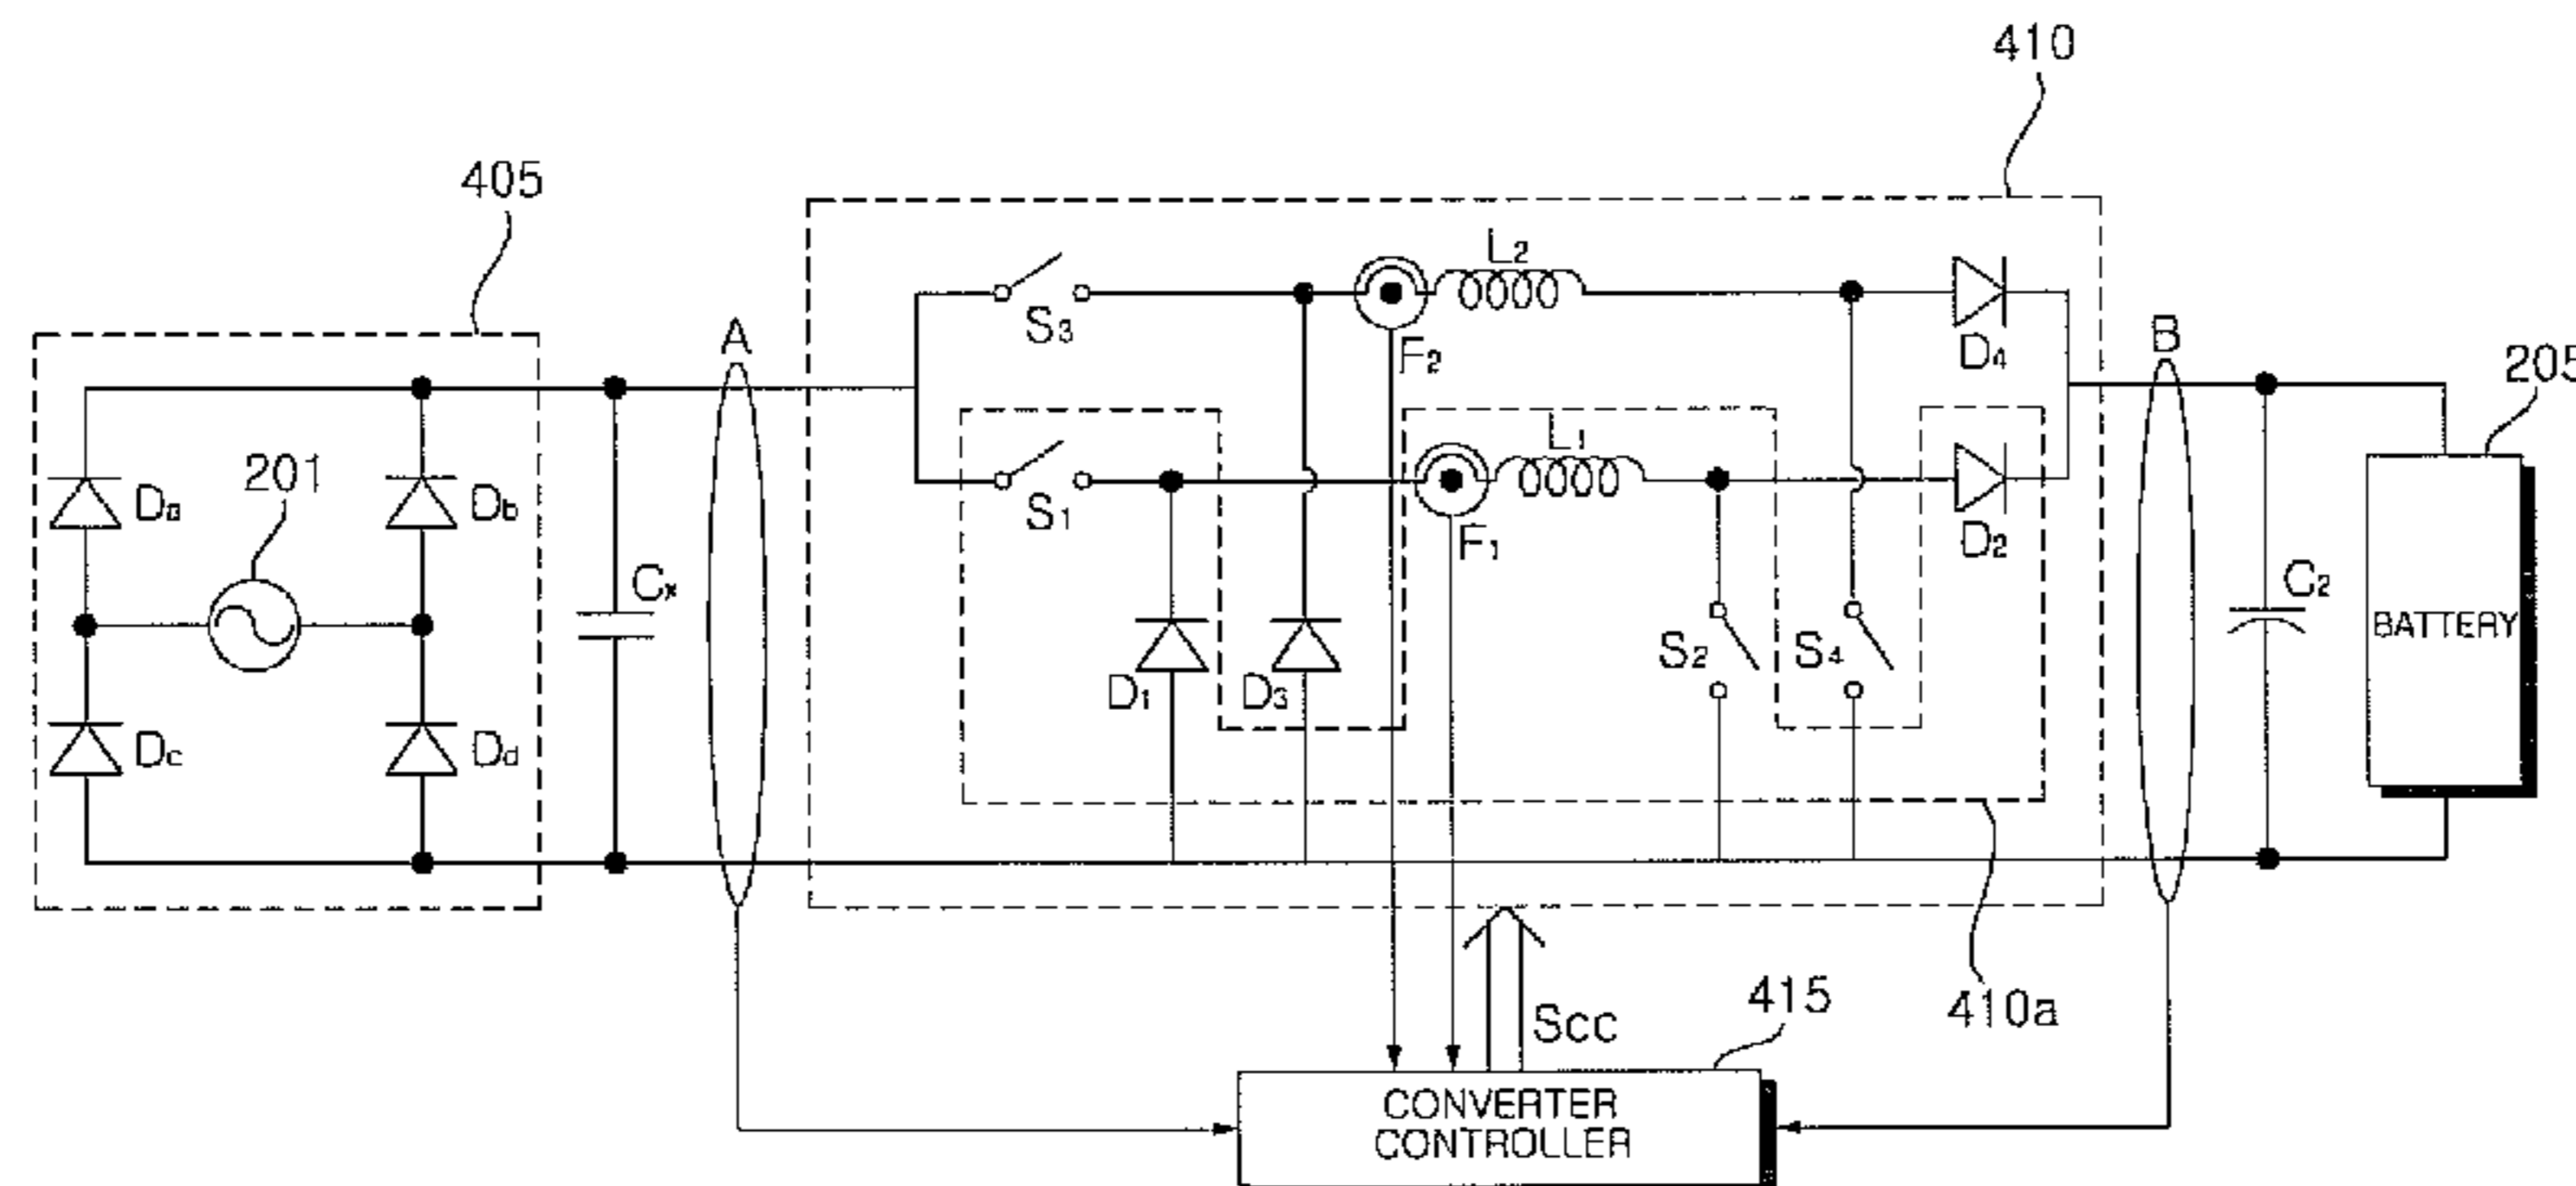 410
405
L2
S3
F2
D4
A
B
205
201
Da
Db
L1
S1
F1
D2
Cx
C2
BATTERY
D1
D3
S2
S4
Dc
Dd
410a
415
Scc
CONVERTER
CONTROLLER